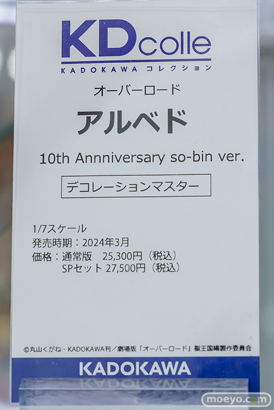 KDcolle
KADOKAWA コレクション
オーバーロード
アルベド
10th Annniversary so-bin ver.
デコレーションマスター
1/7スケール
発売時期：2024年3月
価格：通常版 25,300円（税込）
SPセット 27,500円（税込）
©丸山くがね・KADOKAWA刊／劇場版「オーバーロード」聖王国編製作委員会
KADOKAWA
moeyo.com